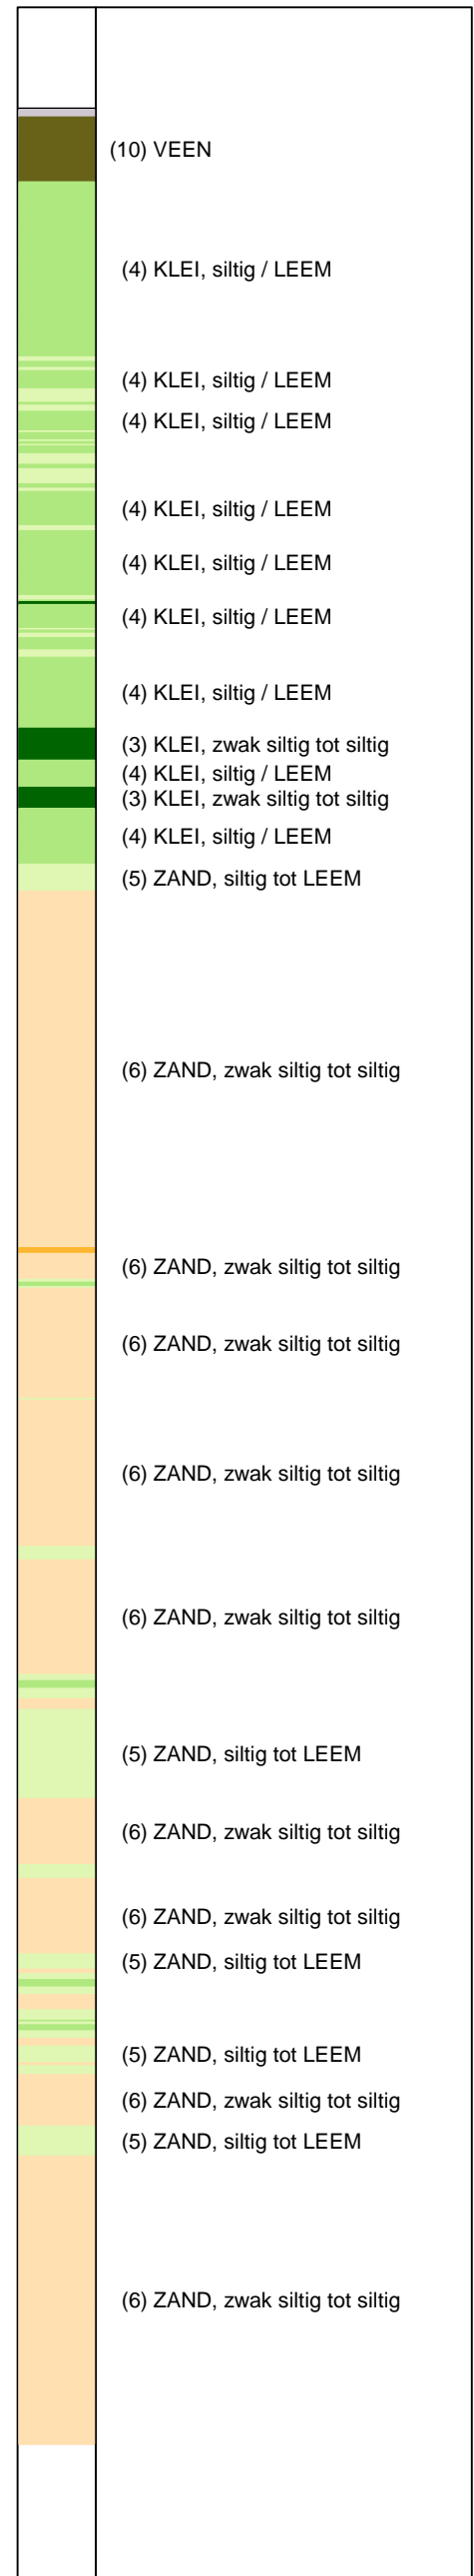 (10) VEEN
(4) KLEI, siltig / LEEM
(4) KLEI, siltig / LEEM
(4) KLEI, siltig / LEEM
(4) KLEI, siltig / LEEM
(4) KLEI, siltig / LEEM
(4) KLEI, siltig / LEEM
(4) KLEI, siltig / LEEM
(3) KLEI, zwak siltig tot siltig
(4) KLEI, siltig / LEEM
(3) KLEI, zwak siltig tot siltig
(4) KLEI, siltig / LEEM
(5) ZAND, siltig tot LEEM
(6) ZAND, zwak siltig tot siltig
(6) ZAND, zwak siltig tot siltig
(6) ZAND, zwak siltig tot siltig
(6) ZAND, zwak siltig tot siltig
(6) ZAND, zwak siltig tot siltig
(5) ZAND, siltig tot LEEM
(6) ZAND, zwak siltig tot siltig
(6) ZAND, zwak siltig tot siltig
(5) ZAND, siltig tot LEEM
(5) ZAND, siltig tot LEEM
(6) ZAND, zwak siltig tot siltig
(5) ZAND, siltig tot LEEM
(6) ZAND, zwak siltig tot siltig